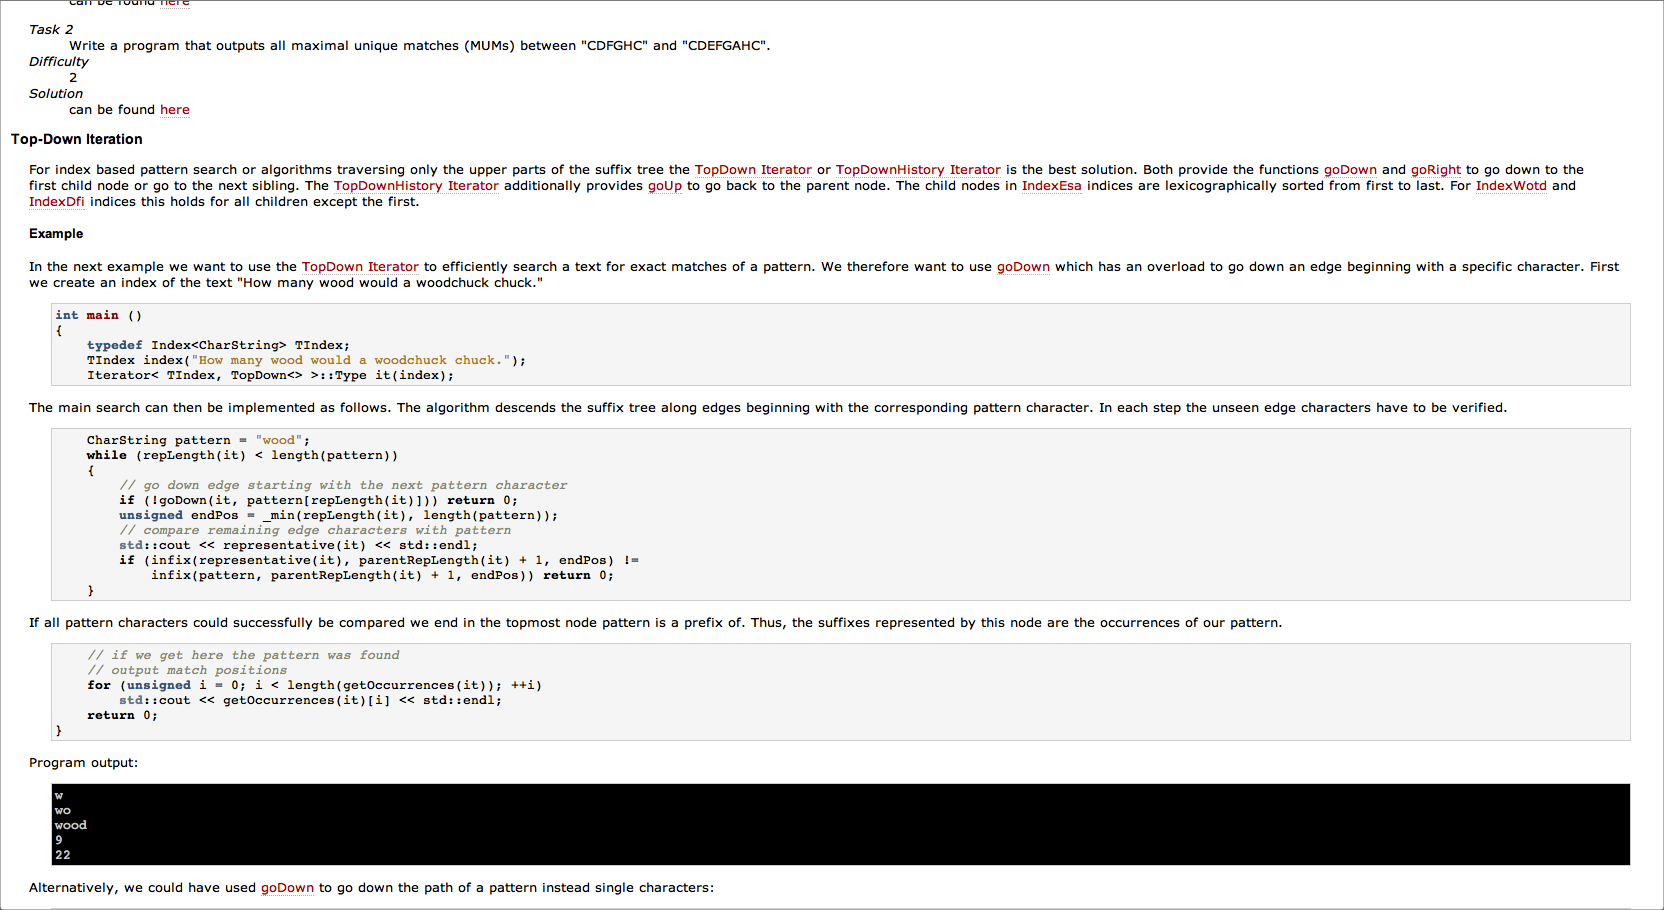 can be found here
Task 2
Write a program that outputs all maximal unique matches (MUMs) between "CDFGHC" and "CDEFGAHC".
Difficulty
2
Solution
can be found here
Top-Down Iteration
For index based pattern search or algorithms traversing only the upper parts of the suffix tree the TopDown Iterator or TopDownHistory Iterator is the best solution. Both provide the functions goDown and goRight to go down to the
first child node or go to the next sibling. The TopDownHistory Iterator additionally provides goUp to go back to the parent node. The child nodes in IndexEsa indices are lexicographically sorted from first to last. For IndexWotd and
IndexDfi indices this holds for all children except the first.
Example
In the next example we want to use the TopDown Iterator to efficiently search a text for exact matches of a pattern. We therefore want to use goDown which has an overload to go down an edge beginning with a specific character. First
we create an index of the text "How many wood would a woodchuck chuck."
int main ()
{
    typedef Index<CharString> TIndex;
    TIndex index("How many wood would a woodchuck chuck.");
    Iterator< TIndex, TopDown<> >::Type it(index);
The main search can then be implemented as follows. The algorithm descends the suffix tree along edges beginning with the corresponding pattern character. In each step the unseen edge characters have to be verified.
    CharString pattern = "wood";
    while (repLength(it) < length(pattern))
    {
        // go down edge starting with the next pattern character
        if (!goDown(it, pattern[repLength(it)])) return 0;
        unsigned endPos = _min(repLength(it), length(pattern));
        // compare remaining edge characters with pattern
        std::cout << representative(it) << std::endl;
        if (infix(representative(it), parentRepLength(it) + 1, endPos) !=
            infix(pattern, parentRepLength(it) + 1, endPos)) return 0;
    }
If all pattern characters could successfully be compared we end in the topmost node pattern is a prefix of. Thus, the suffixes represented by this node are the occurrences of our pattern.
    // if we get here the pattern was found
    // output match positions
    for (unsigned i = 0; i < length(getOccurrences(it)); ++i)
        std::cout << getOccurrences(it)[i] << std::endl;
    return 0;
}
Program output:
w
wo
wood
9
22
Alternatively, we could have used goDown to go down the path of a pattern instead single characters: